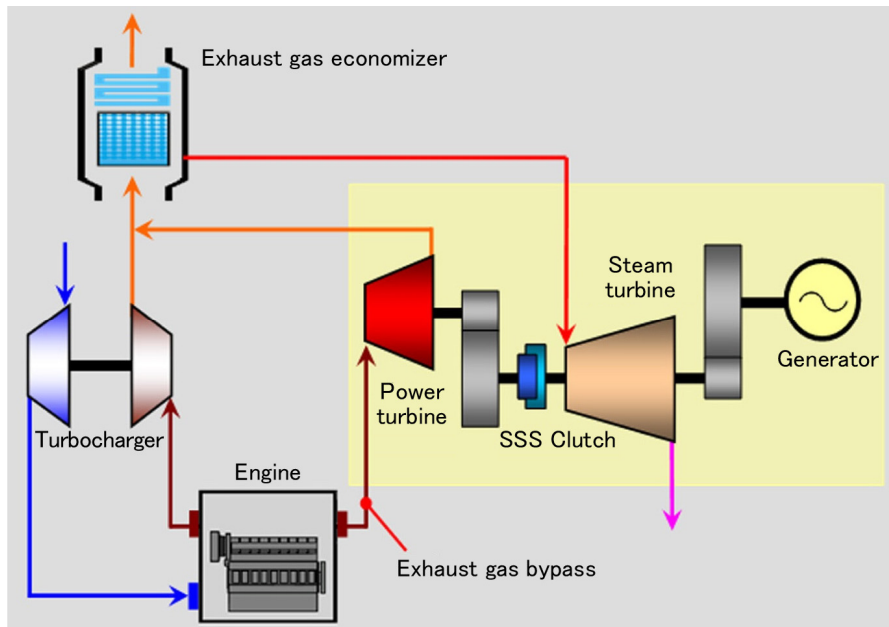 Exhaust gas economizer
Steam
turbine
Generator
Power
turbine
SSS Clutch
Turbocharger
Engine
Exhaust gas bypass